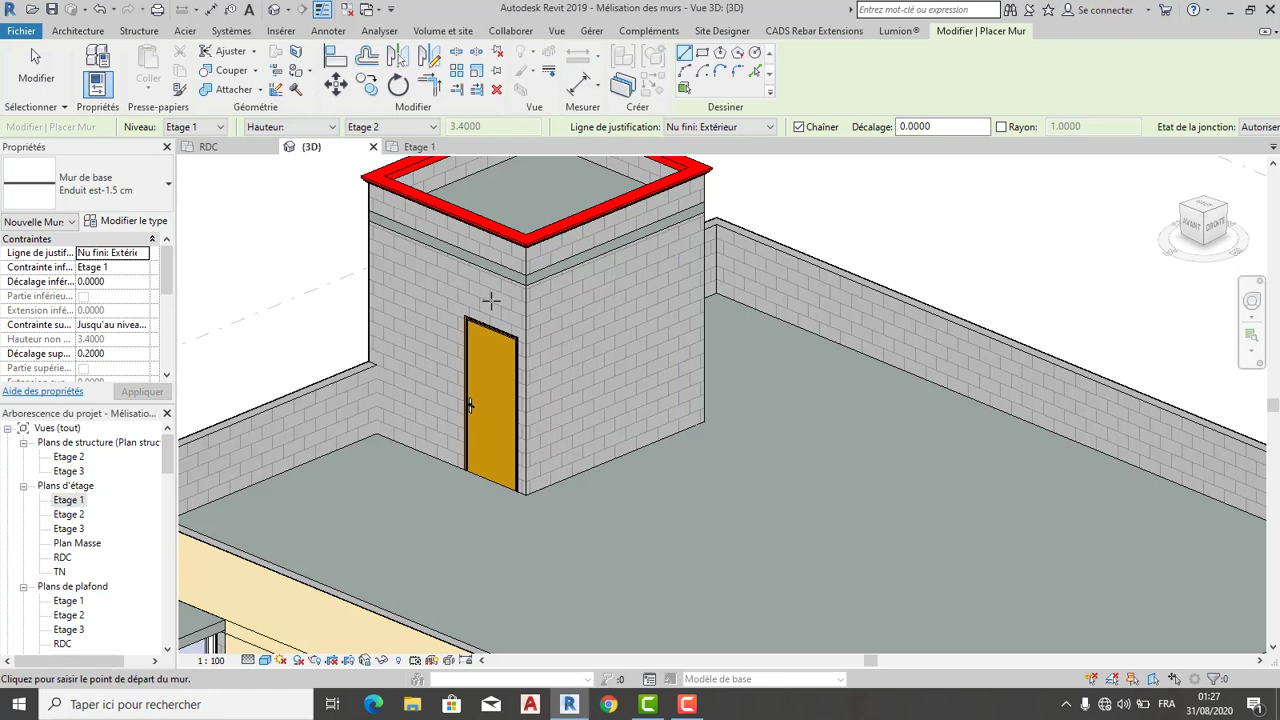 Autodesk Revit 2019 - Mélisation des murs - Vue 3D: {3D}
Entrez mot-clé ou expression
Se connecter
Fichier Architecture Structure Acier Systèmes Insérer Annoter Analyser Volume et site Collaborer Vue Gérer Compléments Site Designer CADS Rebar Extensions Lumion® Modifier | Placer Mur
Modifier
Coller
Ajuster
Couper
Attacher
Sélectionner Propriétés Presse-papiers Géométrie Modifier Vue Mesurer Créer Dessiner
Modifier | Placer Mur Niveau: Etage 1 Hauteur: Etage 2 3.4000 Ligne de justification: Nu fini: Extérieur Chaîner Décalage: 0.0000 Rayon: 1.0000 Etat de la jonction: Autorise
Propriétés
RDC {3D} Etage 1
Mur de base
Enduit est-1.5 cm
Nouvelle Mur: Modifier le type
Contraintes
Ligne de justif... Nu fini: Extérie
Contrainte inf... Etage 1
Décalage infér... 0.0000
Partie inférieu...
Extension infé... 0.0000
Contrainte su... Jusqu'au nivea...
Hauteur non ... 3.4000
Décalage sup... 0.2000
Partie supérie...
Aide des propriétés Appliquer
Arborescence du projet - Mélisation...
Vues (tout)
Plans de structure (Plan struc
Etage 2
Etage 3
Plans d'étage
Etage 1
Etage 2
Etage 3
Plan Masse
RDC
TN
Plans de plafond
Etage 1
Etage 2
Etage 3
RDC
AVANT DROITE
1 : 100
Cliquez pour saisir le point de départ du mur.
:0
Modèle de base
:0
Taper ici pour rechercher
FRA
01:27
31/08/2020